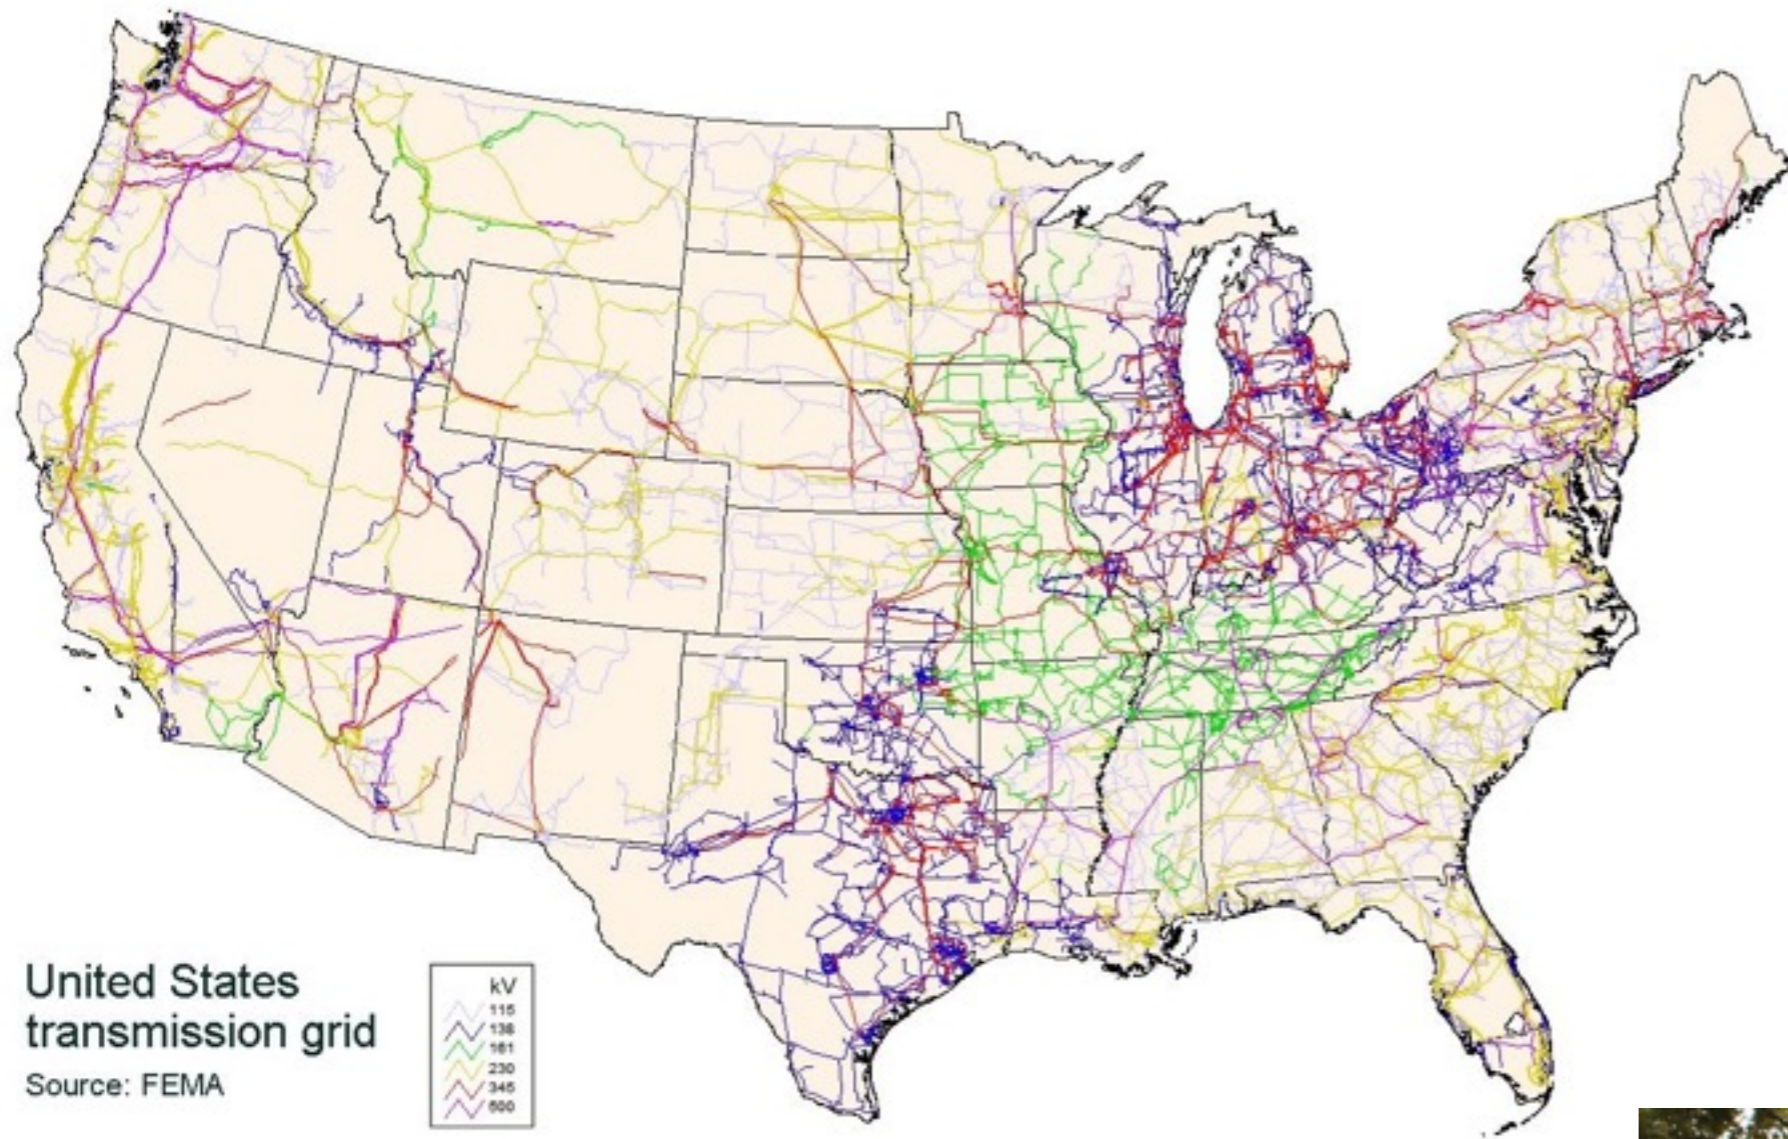 United States
transmission grid
Source: FEMA
kV
115
138
161
230
345
500